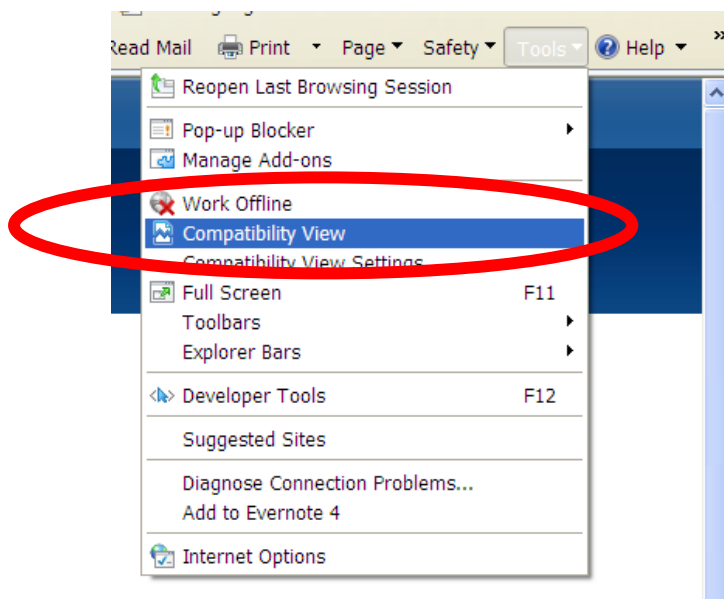 Read Mail Print Page Safety Tools Help »
Reopen Last Browsing Session
Pop-up Blocker
Manage Add-ons
Work Offline
Compatibility View
Compatibility View Settings
Full Screen F11
Toolbars
Explorer Bars
Developer Tools F12
Suggested Sites
Diagnose Connection Problems...
Add to Evernote 4
Internet Options